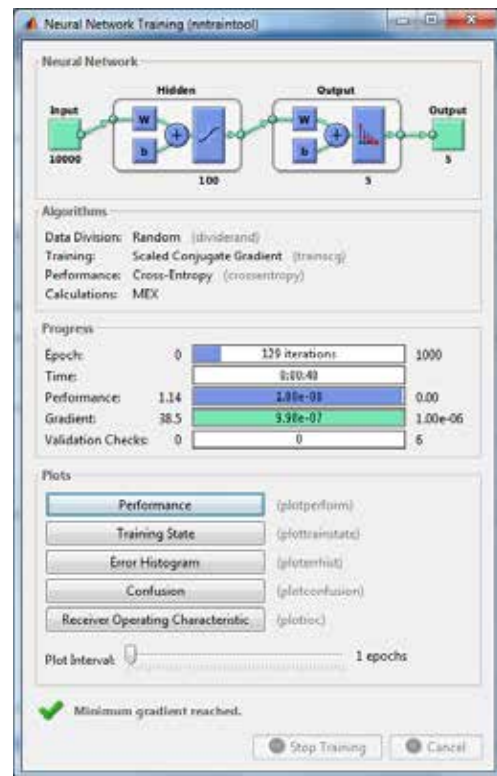 Neural Network Training (nntraintool)
Neural Network
Hidden Output
Input Output
W W
b b
10000 5
100 5
Algorithms
Data Division: Random (dividerand)
Training: Scaled Conjugate Gradient (trainscg)
Performance: Cross-Entropy (crossentropy)
Calculations: MEX
Progress
Epoch: 0 129 iterations 1000
Time: 0:00:40
Performance: 1.14 0.00
Gradient: 38.5 9.90e-07 1.00e-06
Validation Checks: 0 0 6
Plots
Performance (plotperform)
Training State (plottrainstate)
Error Histogram (ploterrhist)
Confusion (plotconfusion)
Receiver Operating Characteristic (plotroc)
Plot Interval: 1 epochs
Minimum gradient reached.
Stop Training Cancel